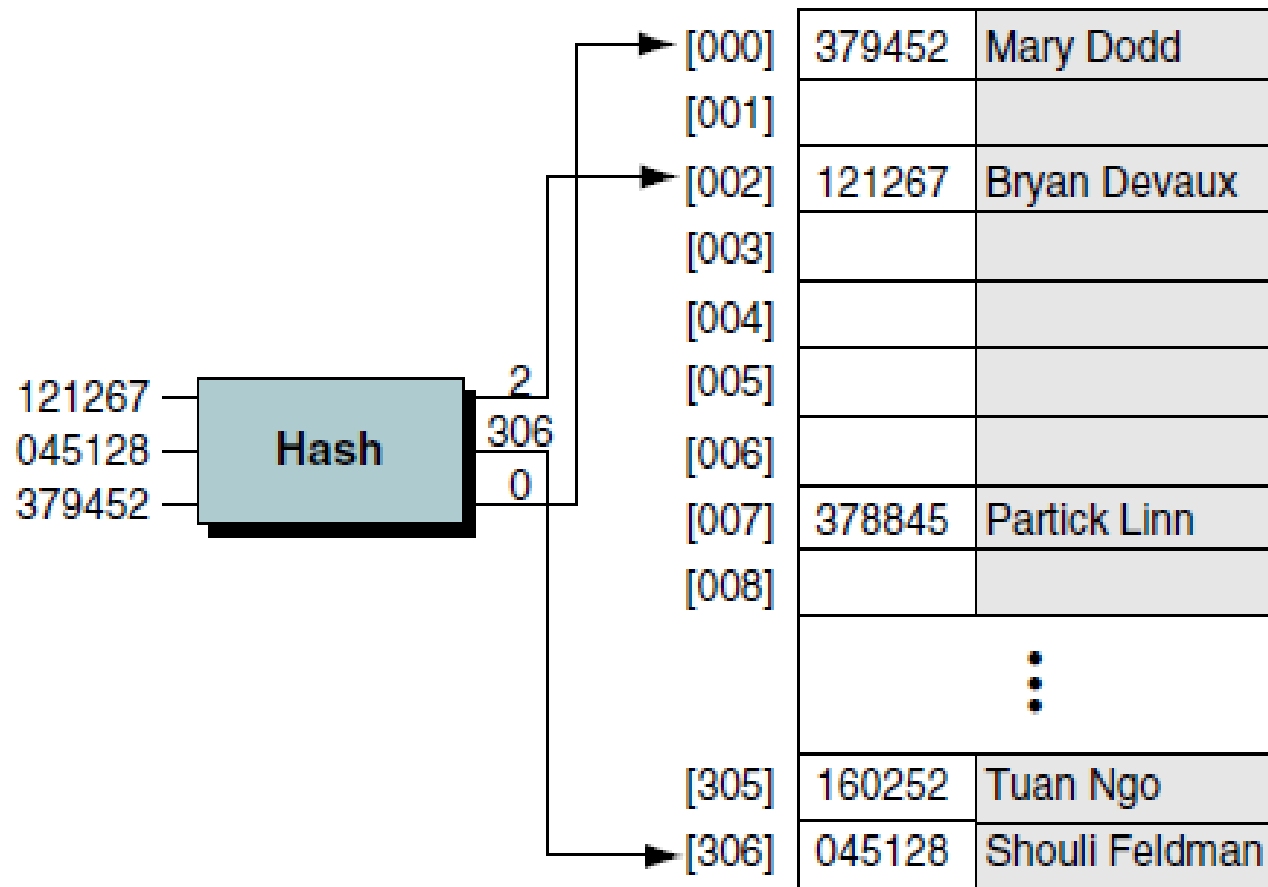 [000] 379452 Mary Dodd
[001]
[002] 121267 Bryan Devaux
[003]
[004]
[005]
[006]
[007] 378845 Partick Linn
[008]
[305] 160252 Tuan Ngo
[306] 045128 Shouli Feldman
121267
045128
379452
Hash
2
306
0